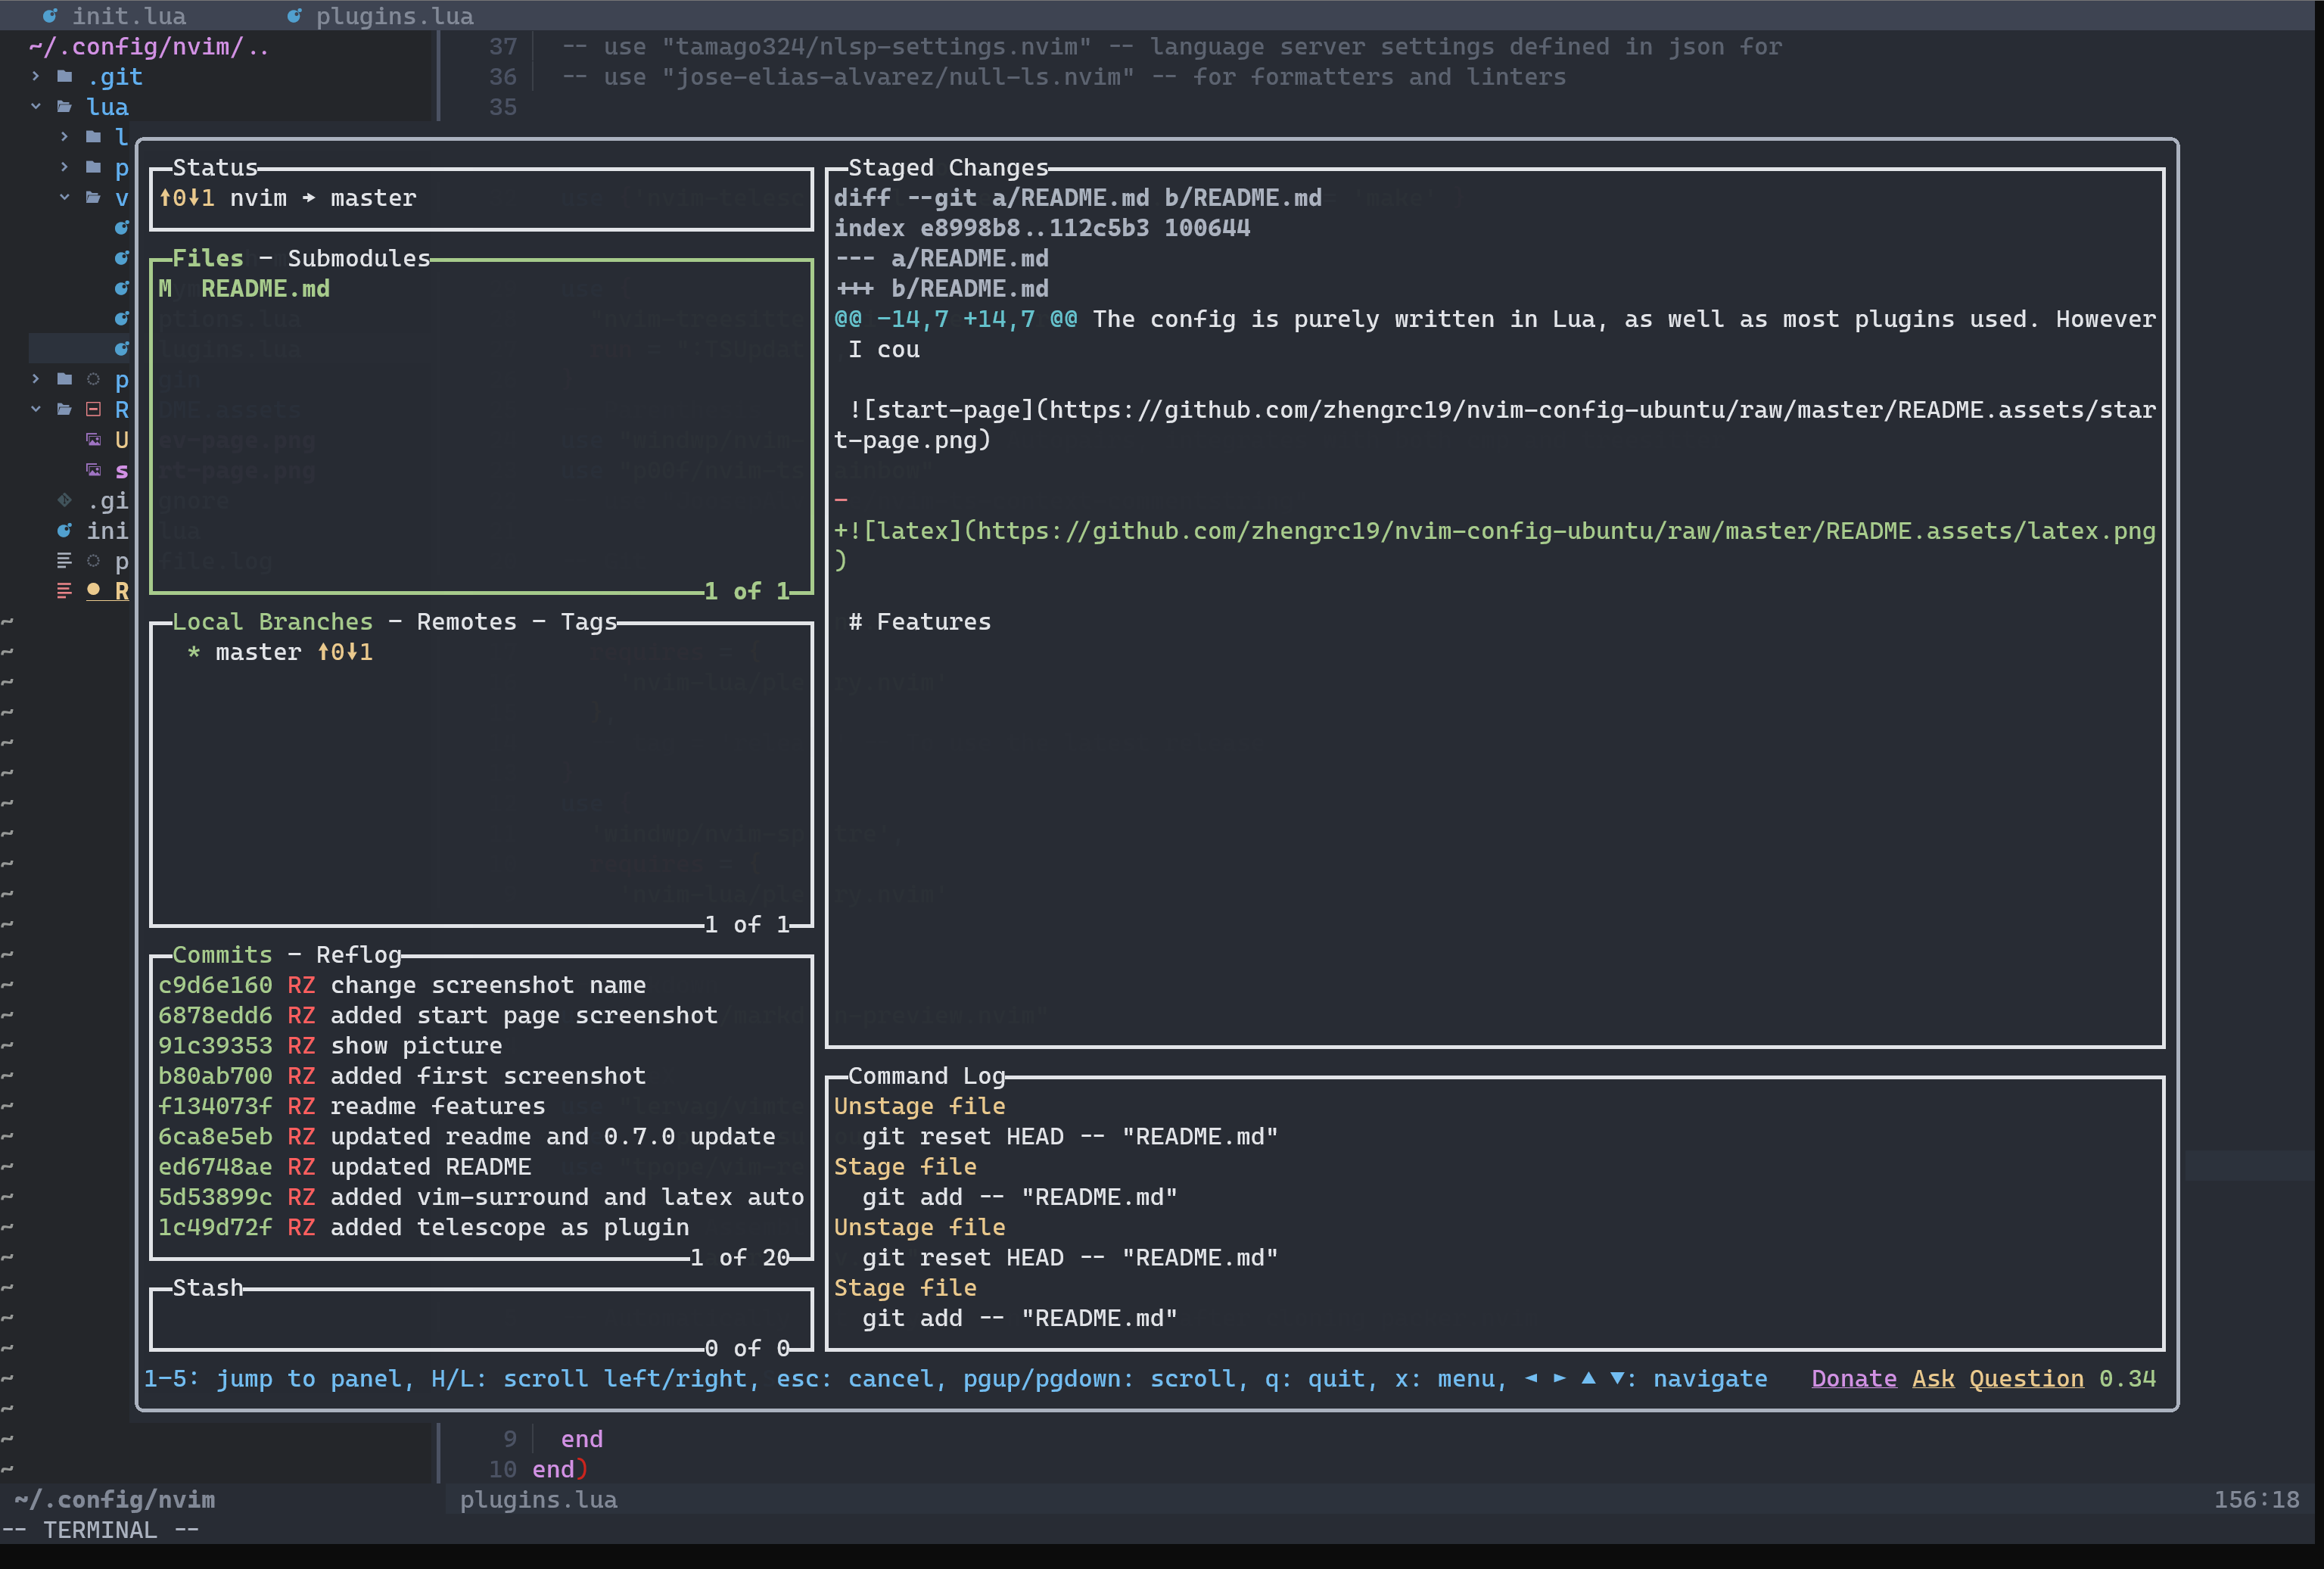 init.lua plugins.lua
~/.config/nvim/..
.git
lua
l
p
v
p
R
U
s
.gi
ini
p
R
37 -- use "tamago324/nlsp-settings.nvim" -- language server settings defined in json for
36 -- use "jose-elias-alvarez/null-ls.nvim" -- for formatters and linters
35
Status
↑0↓1 nvim → master
Files - Submodules
M README.md
1 of 1
Local Branches - Remotes - Tags
* master ↑0↓1
1 of 1
Commits - Reflog
c9d6e160 RZ change screenshot name
6878edd6 RZ added start page screenshot
91c39353 RZ show picture
b80ab700 RZ added first screenshot
f134073f RZ readme features
6ca8e5eb RZ updated readme and 0.7.0 update
ed6748ae RZ updated README
5d53899c RZ added vim-surround and latex auto
1c49d72f RZ added telescope as plugin
1 of 20
Stash
0 of 0
Staged Changes
diff --git a/README.md b/README.md
index e8998b8..112c5b3 100644
--- a/README.md
+++ b/README.md
@@ -14,7 +14,7 @@ The config is purely written in Lua, as well as most plugins used. However
I cou
![start-page](https://github.com/zhengrc19/nvim-config-ubuntu/raw/master/README.assets/star
t-page.png)
-
+![latex](https://github.com/zhengrc19/nvim-config-ubuntu/raw/master/README.assets/latex.png
)
# Features
Command Log
Unstage file
git reset HEAD -- "README.md"
Stage file
git add -- "README.md"
Unstage file
git reset HEAD -- "README.md"
Stage file
git add -- "README.md"
1-5: jump to panel, H/L: scroll left/right, esc: cancel, pgup/pgdown: scroll, q: quit, x: menu, ◄ ► ▲ ▼: navigate Donate Ask Question 0.34
9 end
10 end)
~/.config/nvim plugins.lua 156:18
-- TERMINAL --